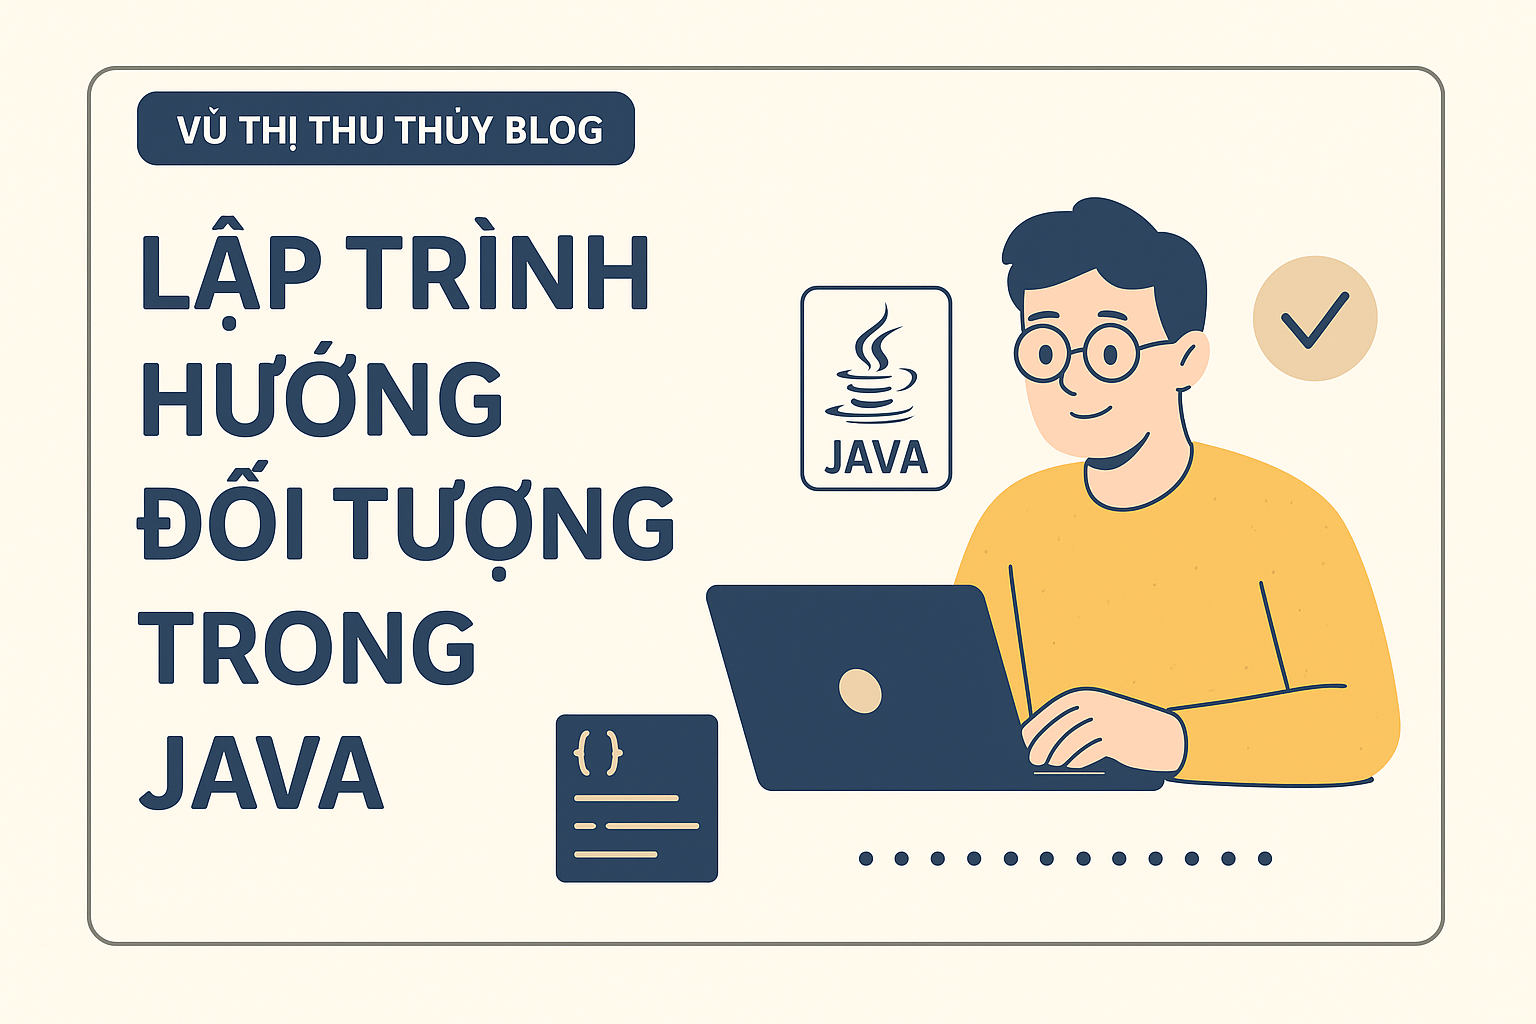 VŨ THỊ THU THỦY BLOG
LẬP TRÌNH
HƯỚNG
ĐỐI TƯỢNG
TRONG
JAVA
JAVA
{ }